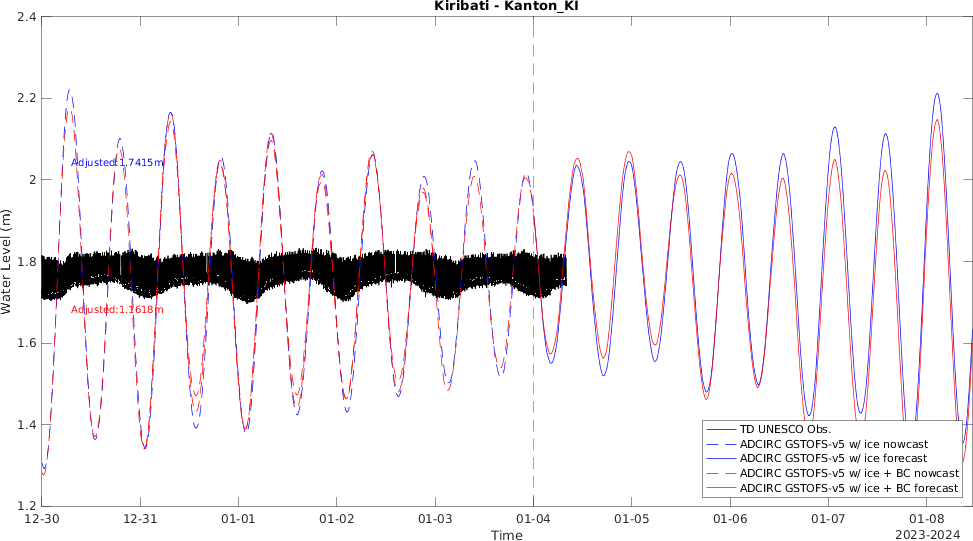 Kiribati - Kanton_KI
2.4
2.2
2
1.8
1.6
1.4
1.2
Water Level (m)
Adjusted:1.7415m
Adjusted:1.7618m
TD UNESCO Obs.
ADCIRC GSTOFS-v5 w/ ice nowcast
ADCIRC GSTOFS-v5 w/ ice forecast
ADCIRC GSTOFS-v5 w/ ice + BC nowcast
ADCIRC GSTOFS-v5 w/ ice + BC forecast
12-30 12-31 01-01 01-02 01-03 01-04 01-05 01-06 01-07 01-08
Time
2023-2024